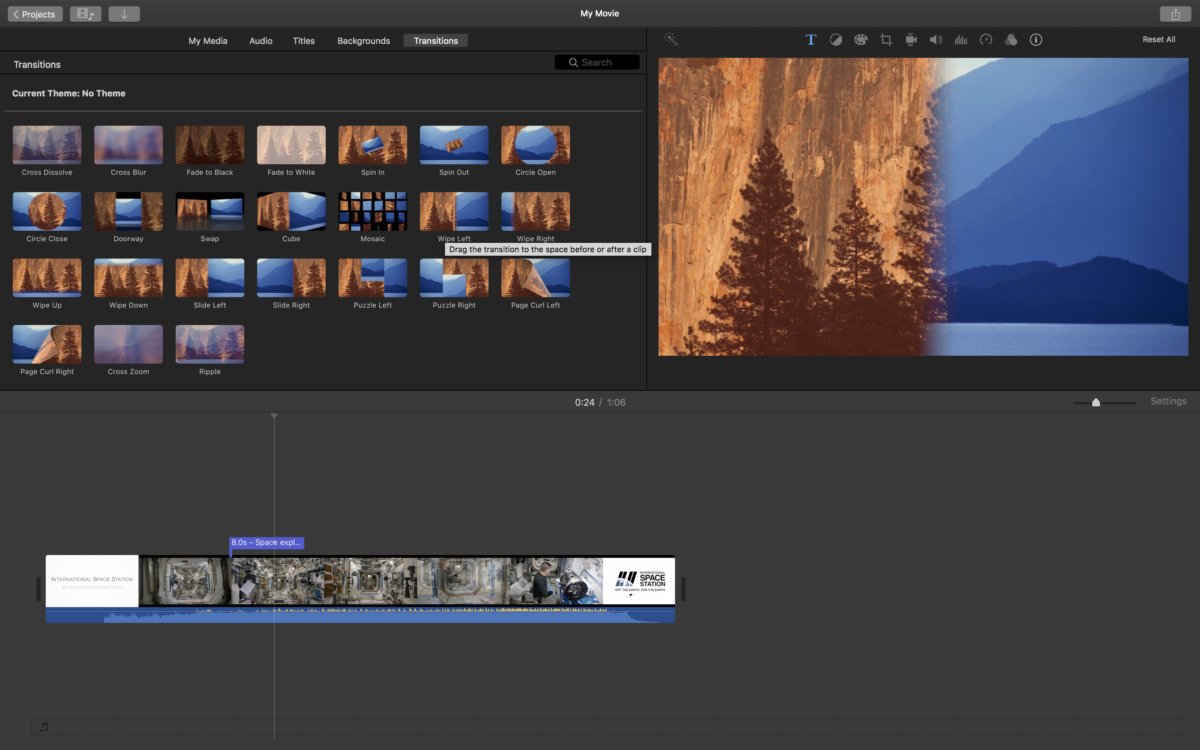 Projects
My Movie
My Media Audio Titles Backgrounds Transitions
Reset All
Transitions
Search
Current Theme: No Theme
Cross Dissolve Cross Blur Fade to Black Fade to White Spin In Spin Out Circle Open
Circle Close Doorway Swap Cube Mosaic Wipe Left Wipe Right
Drag the transition to the space before or after a clip
Wipe Up Wipe Down Slide Left Slide Right Puzzle Left Puzzle Right Page Curl Left
Page Curl Right Cross Zoom Ripple
0:24 / 1:06
Settings
8.0s – Space expl...
INTERNATIONAL SPACE STATION
INTERNATIONAL
SPACE
STATION
OFF THE EARTH, FOR THE EARTH